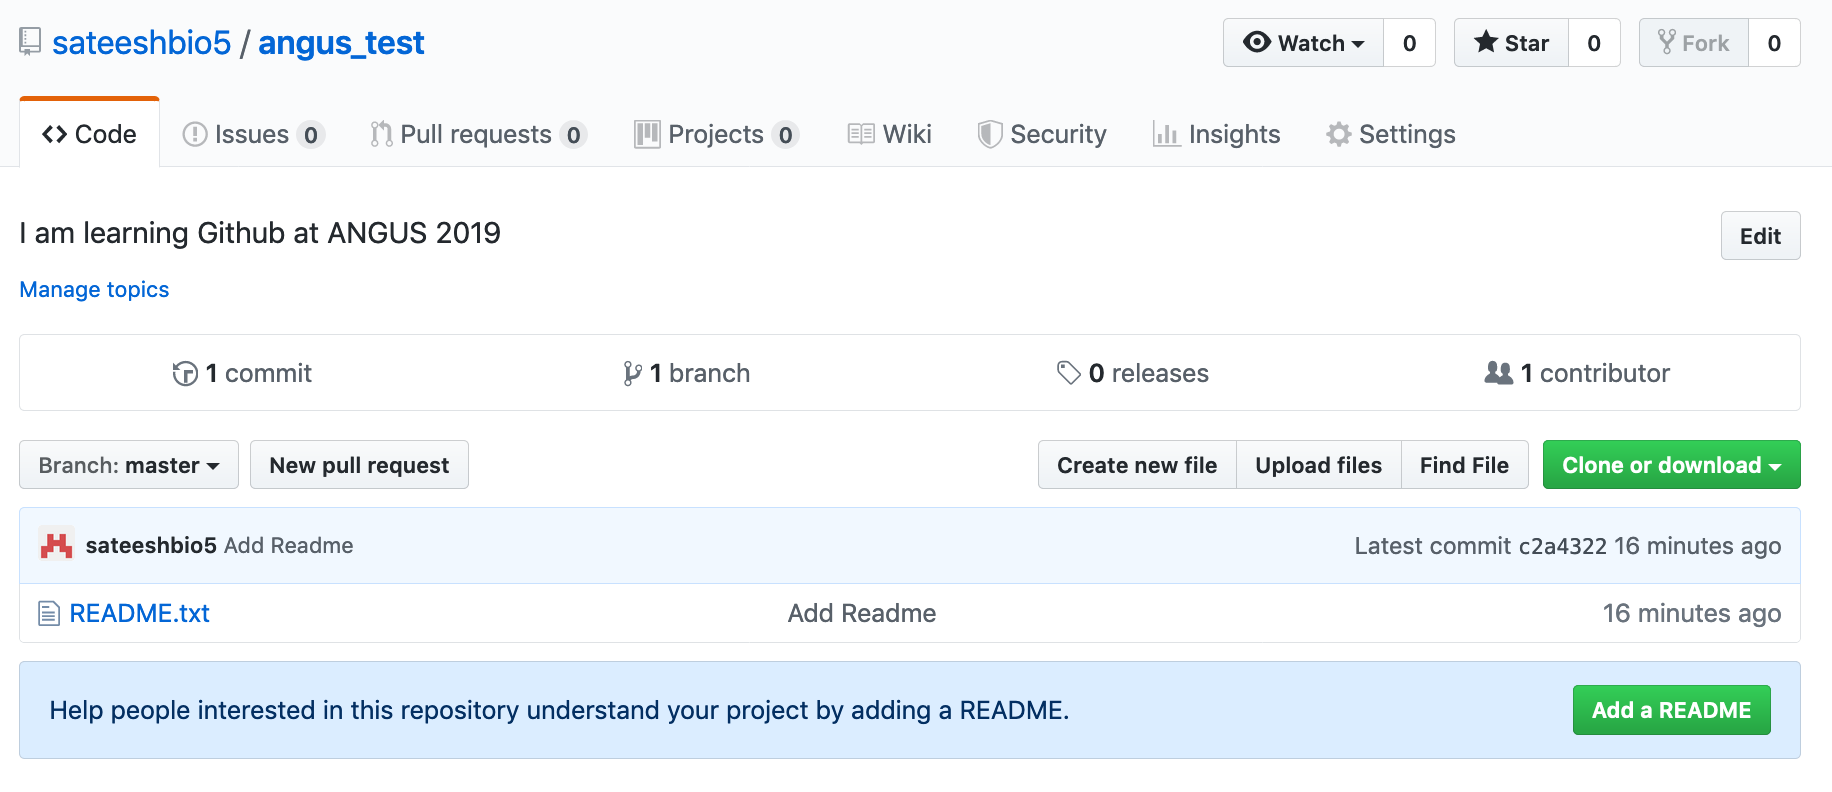 sateeshbio5 / angus_test
Watch 0 Star 0 Fork 0
Code Issues 0 Pull requests 0 Projects 0 Wiki Security Insights Settings
I am learning Github at ANGUS 2019
Edit
Manage topics
1 commit 1 branch 0 releases 1 contributor
Branch: master New pull request Create new file Upload files Find File Clone or download
sateeshbio5 Add Readme Latest commit c2a4322 16 minutes ago
README.txt Add Readme 16 minutes ago
Help people interested in this repository understand your project by adding a README. Add a README